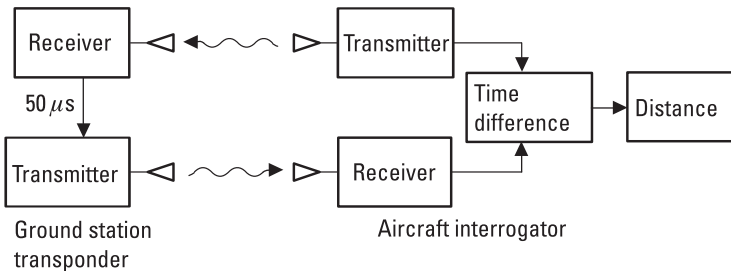 Receiver
Transmitter
50 μs
Time
difference
Distance
Transmitter
Receiver
Ground station
transponder
Aircraft interrogator